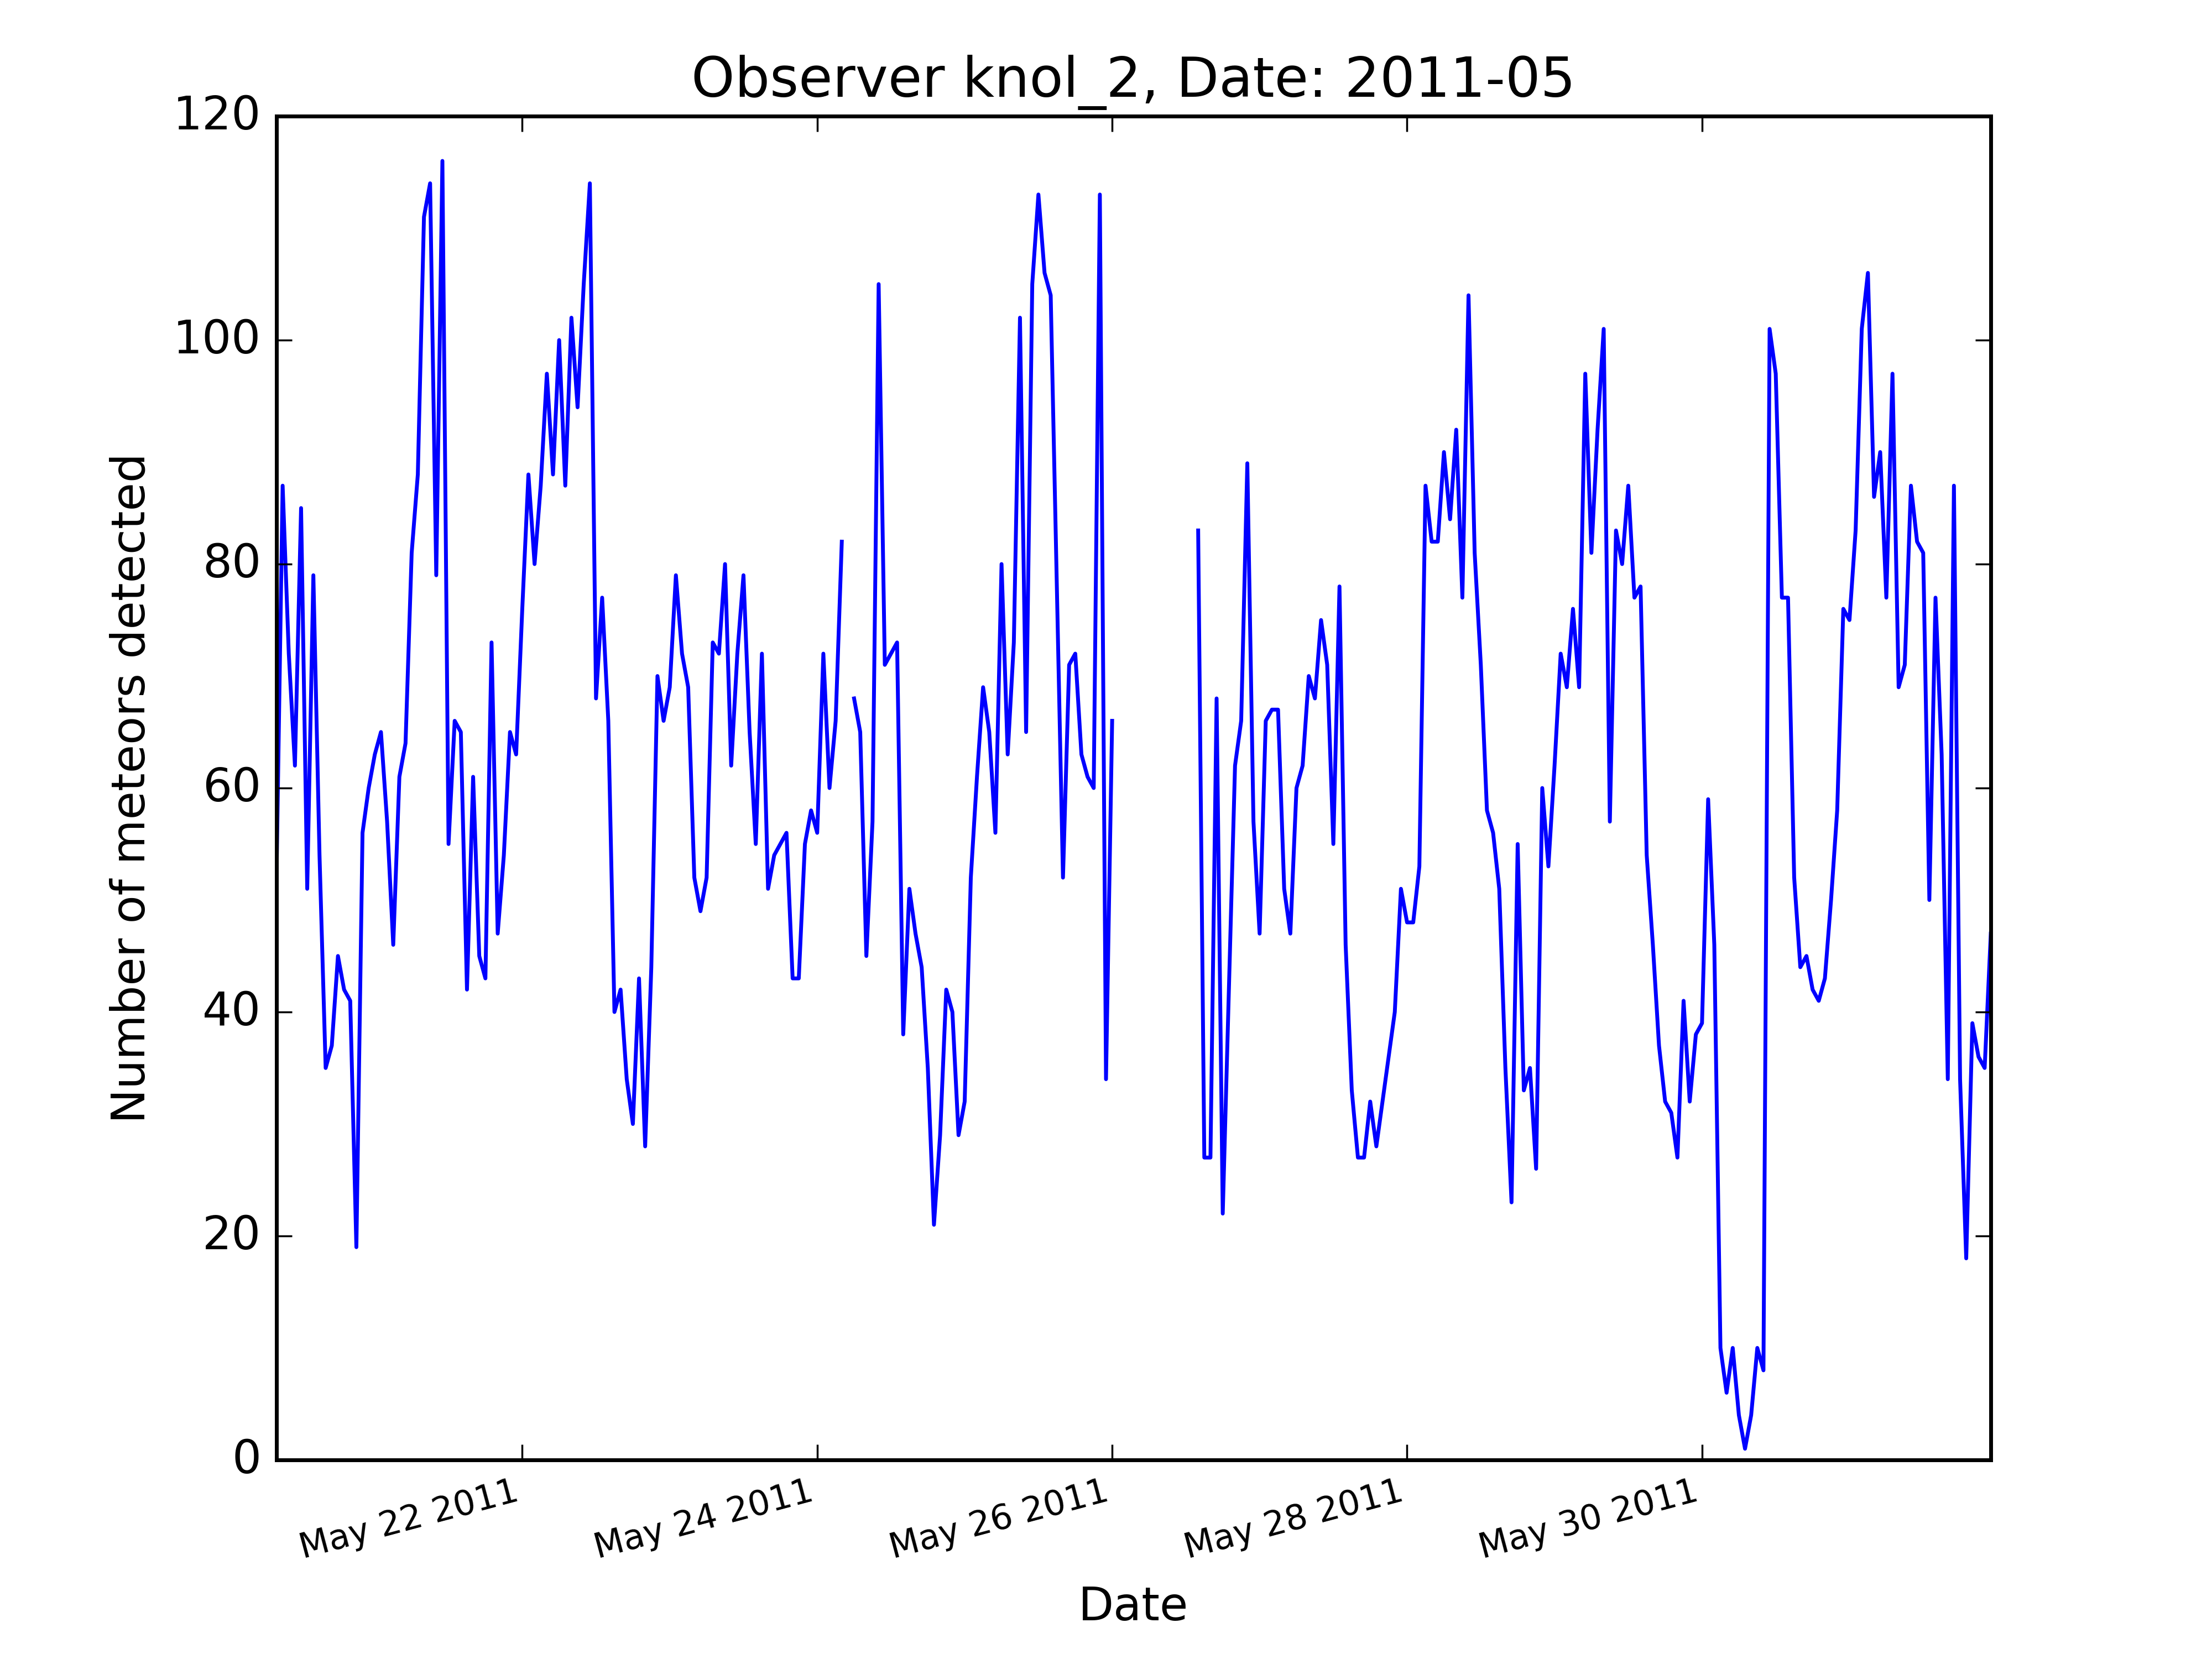 Observer knol_2, Date: 2011-05
120
100
80
60
40
20
0
Number of meteors detected
May 22 2011
May 24 2011
May 26 2011
May 28 2011
May 30 2011
Date